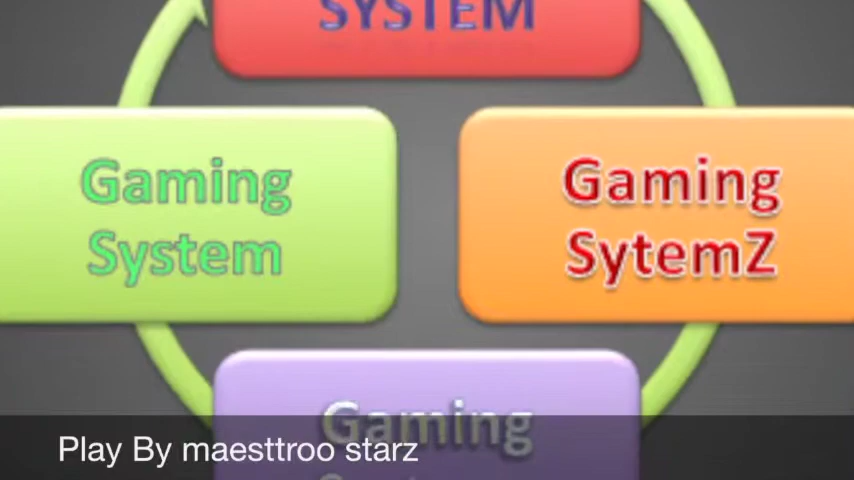 SYSTEM
Gaming
System
Gaming
SytemZ
Gaming
Play By maesttroo starz